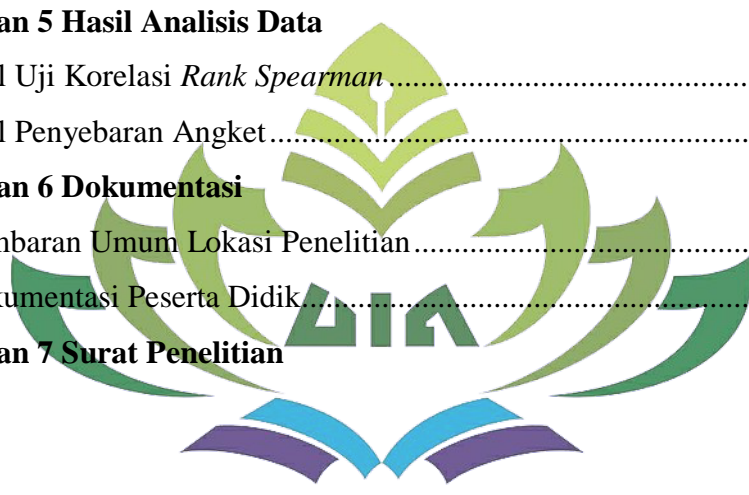 an 5 Hasil Analisis Data
l Uji Korelasi Rank Spearman........................................................
l Penyebaran Angket........................................................................
an 6 Dokumentasi
nbaran Umum Lokasi Penelitian....................................................
kumentasi Peserta Didik..................................................................
an 7 Surat Penelitian
UIN